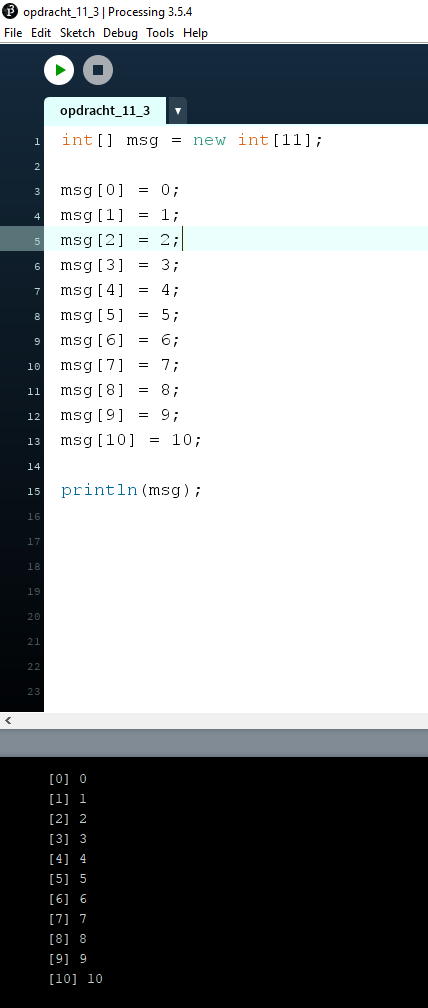 opdracht_11_3 | Processing 3.5.4
File Edit Sketch Debug Tools Help
opdracht_11_3 ▼
1 int[] msg = new int[11];
2
3 msg[0] = 0;
4 msg[1] = 1;
5 msg[2] = 2;
6 msg[3] = 3;
7 msg[4] = 4;
8 msg[5] = 5;
9 msg[6] = 6;
10 msg[7] = 7;
11 msg[8] = 8;
12 msg[9] = 9;
13 msg[10] = 10;
14
15 println(msg);
16
17
18
19
20
21
22
23
[0] 0
[1] 1
[2] 2
[3] 3
[4] 4
[5] 5
[6] 6
[7] 7
[8] 8
[9] 9
[10] 10